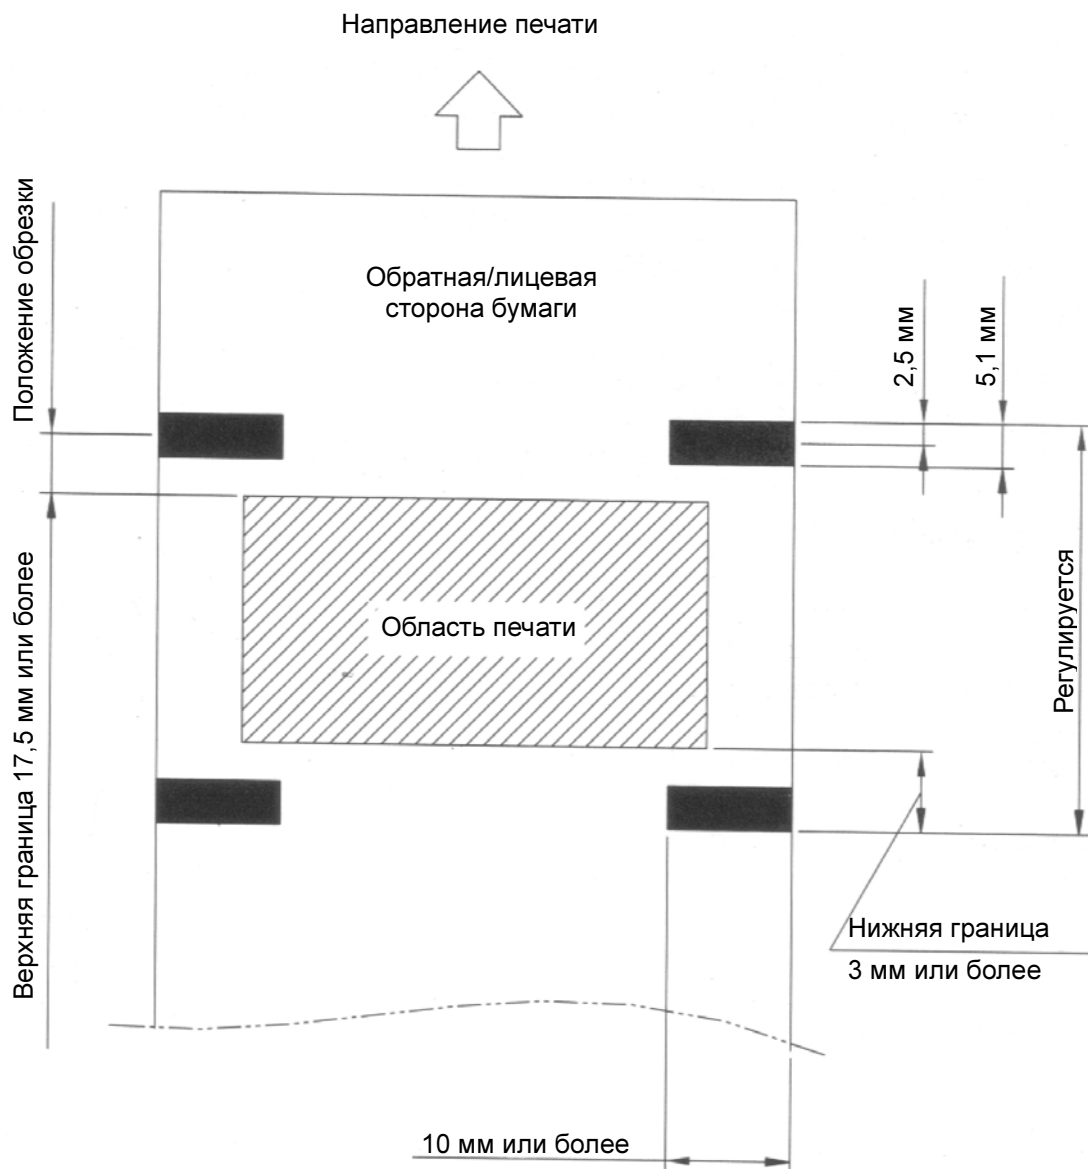 Направление печати
Положение обрезки
Обратная/лицевая
сторона бумаги
2,5 мм
5,1 мм
Верхняя граница 17,5 мм или более
Область печати
Регулируется
Нижняя граница
3 мм или более
10 мм или более